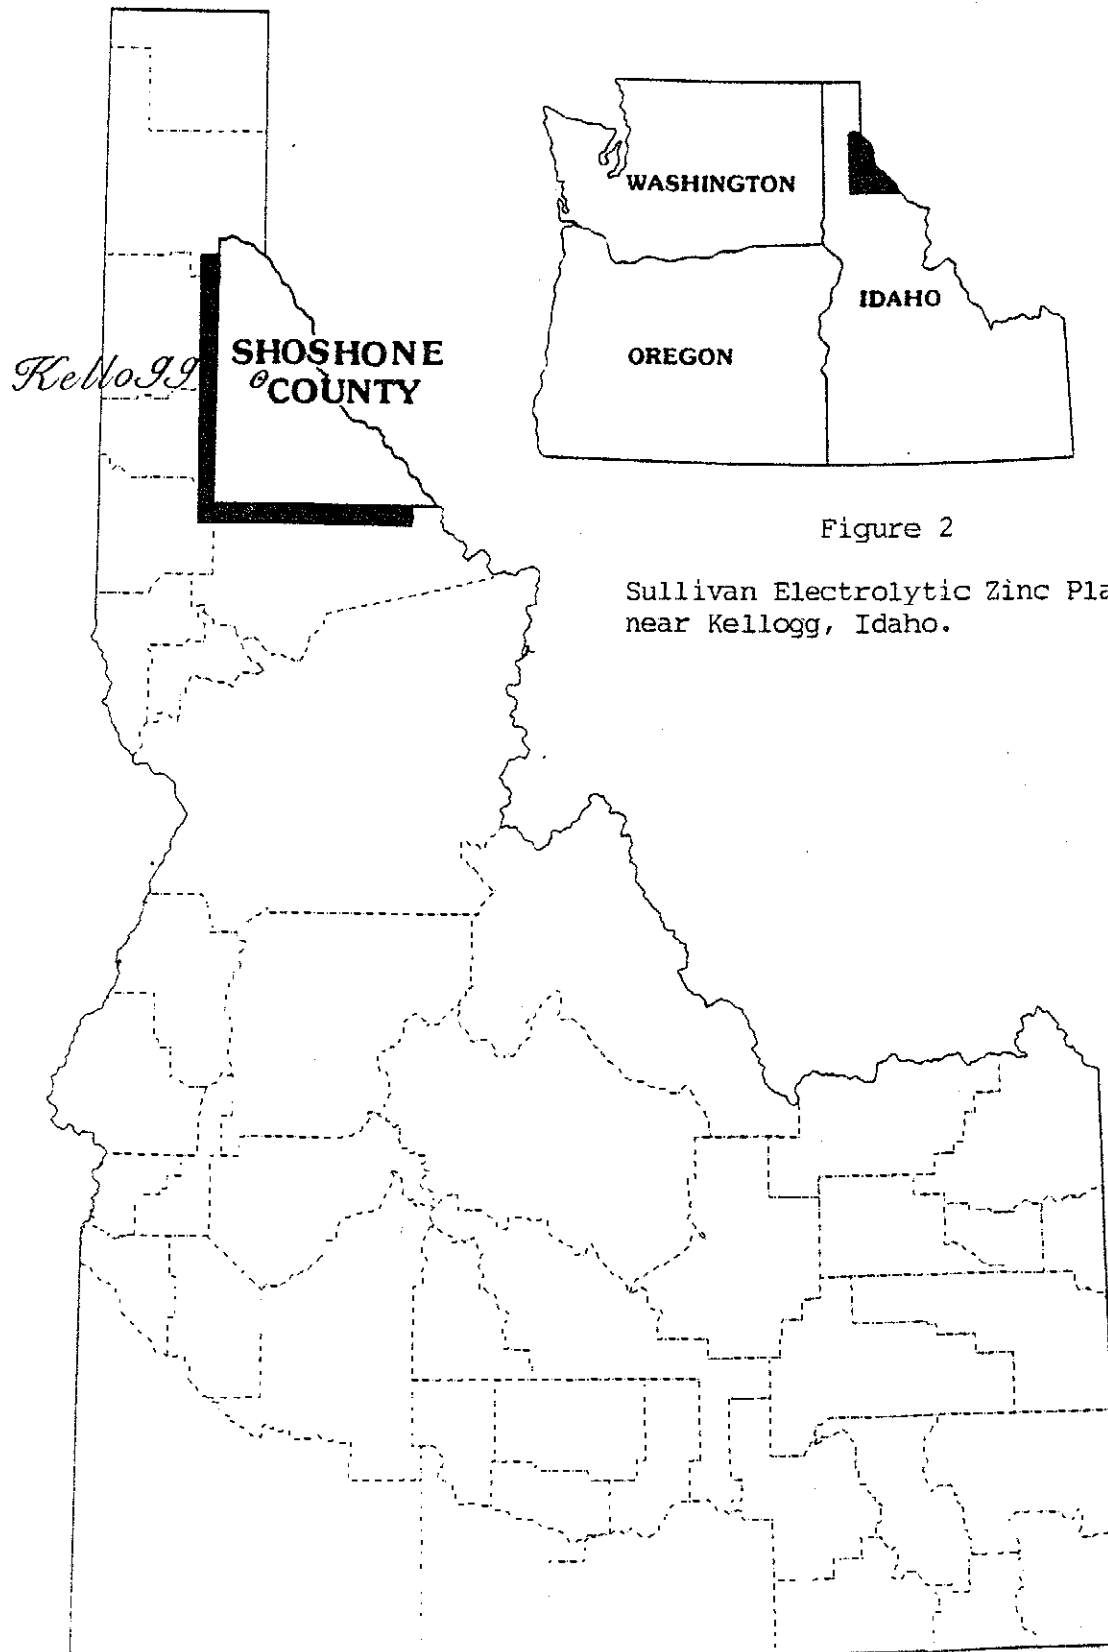 WASHINGTON
IDAHO
OREGON
SHOSHONE
COUNTY
Kellogg
Figure 2
Sullivan Electrolytic Zinc Pla
near Kellogg, Idaho.